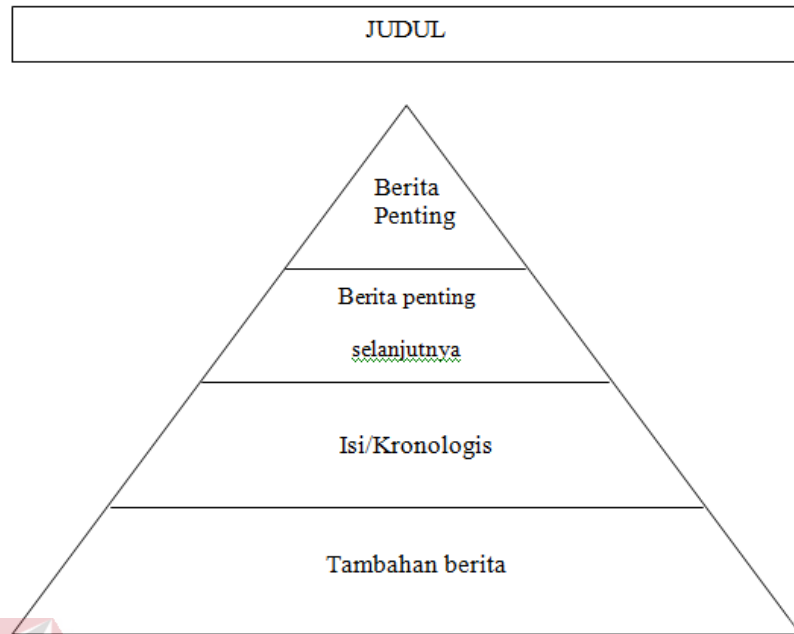 JUDUL
Berita
Penting
Berita penting
selanjutnya
Isi/Kronologis
Tambahan berita